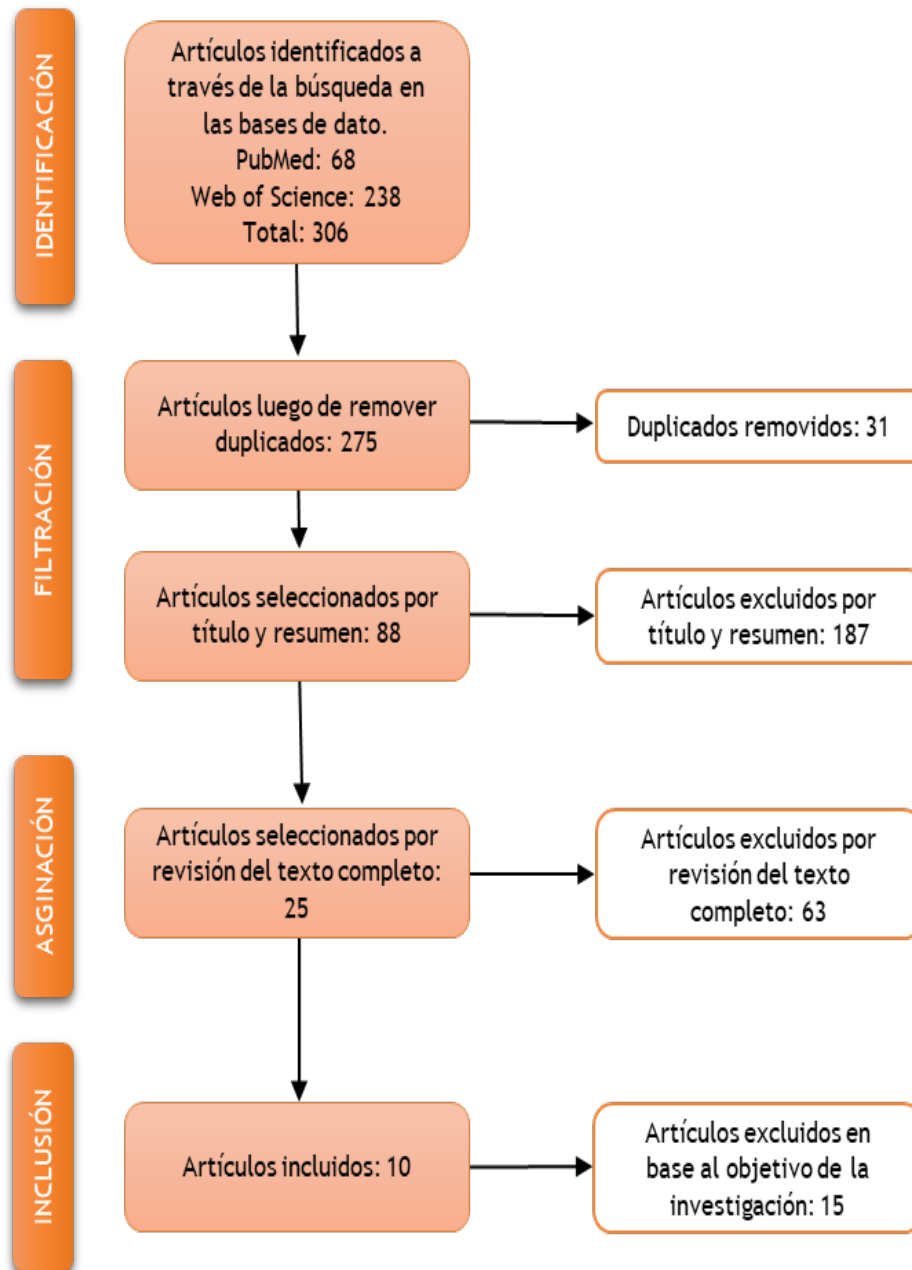 IDENTIFICACIÓN
Artículos identificados a
través de la búsqueda en
las bases de dato.
PubMed: 68
Web of Science: 238
Total: 306
FILTRACIÓN
Artículos luego de remover
duplicados: 275
Duplicados removidos: 31
Artículos seleccionados por
título y resumen: 88
Artículos excluidos por
título y resumen: 187
ASGINACIÓN
Artículos seleccionados por
revisión del texto completo:
25
Artículos excluidos por
revisión del texto
completo: 63
INCLUSIÓN
Artículos incluidos: 10
Artículos excluidos en
base al objetivo de la
investigación: 15